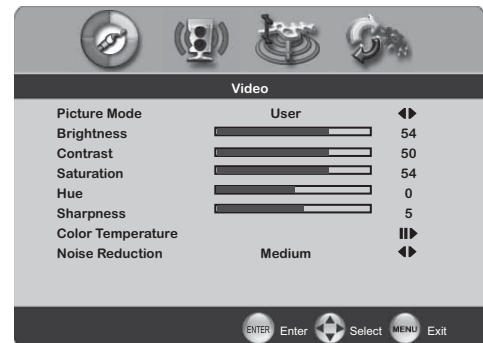 Video
Picture Mode User
Brightness 54
Contrast 50
Saturation 54
Hue 0
Sharpness 5
Color Temperature
Noise Reduction Medium
ENTER Enter Select MENU Exit